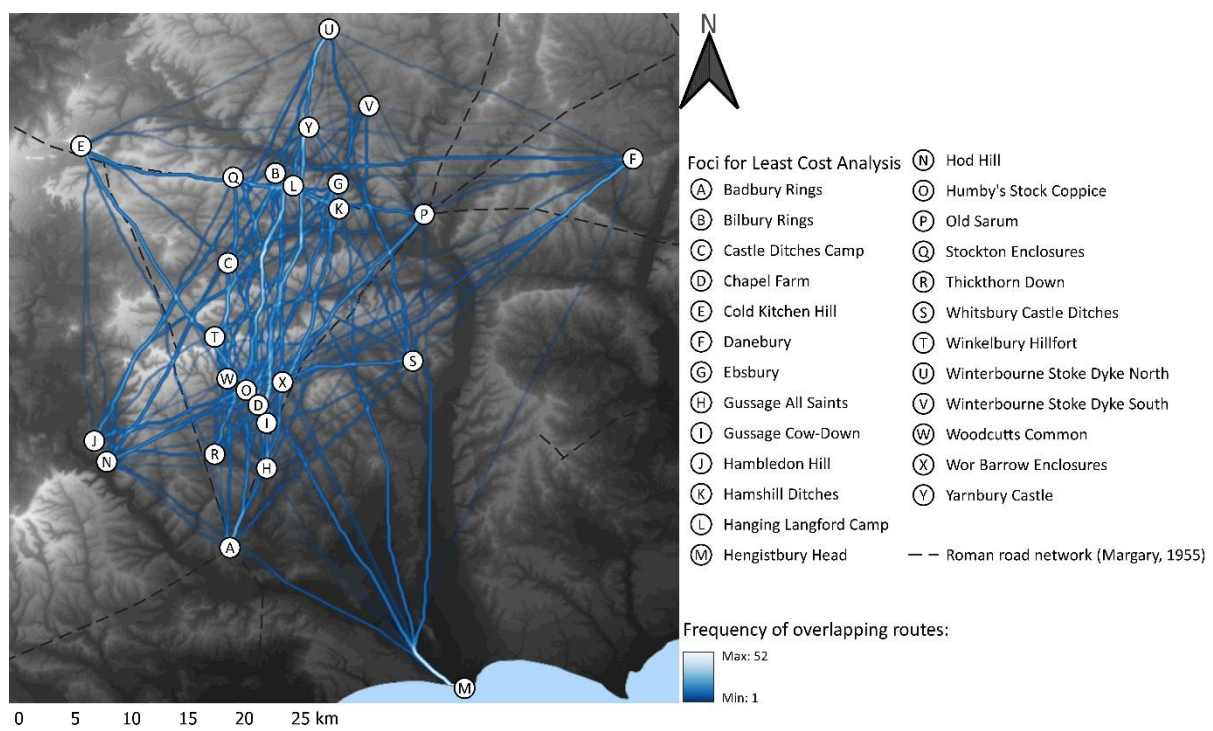 U
V
Y
E
F
B
Q
L
G
K
P
C
T
S
W
X
O
D
I
J
R
N
H
A
M
0 5 10 15 20 25 km
N
Foci for Least Cost Analysis
A Badbury Rings
B Bilbury Rings
C Castle Ditches Camp
D Chapel Farm
E Cold Kitchen Hill
F Danebury
G Ebsbury
H Gussage All Saints
I Gussage Cow-Down
J Hambledon Hill
K Hamshill Ditches
L Hanging Langford Camp
M Hengistbury Head
N Hod Hill
O Humby's Stock Coppice
P Old Sarum
Q Stockton Enclosures
R Thickthorn Down
S Whitsbury Castle Ditches
T Winkelbury Hillfort
U Winterbourne Stoke Dyke North
V Winterbourne Stoke Dyke South
W Woodcutts Common
X Wor Barrow Enclosures
Y Yarnbury Castle
Roman road network (Margary, 1955)
Frequency of overlapping routes:
Max: 52
Min: 1